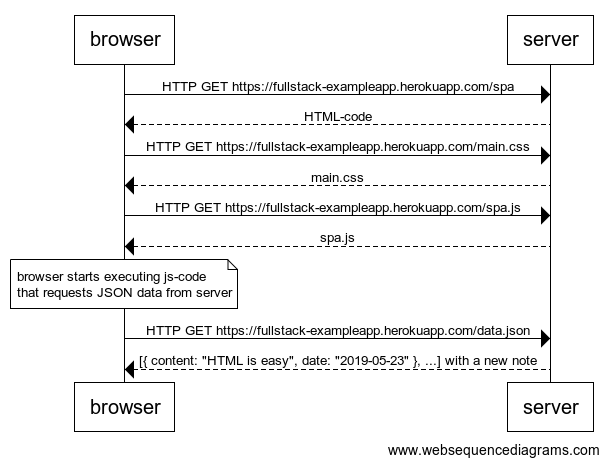 browser
server
HTTP GET https://fullstack-exampleapp.herokuapp.com/spa
HTML-code
HTTP GET https://fullstack-exampleapp.herokuapp.com/main.css
main.css
HTTP GET https://fullstack-exampleapp.herokuapp.com/spa.js
spa.js
browser starts executing js-code
that requests JSON data from server
HTTP GET https://fullstack-exampleapp.herokuapp.com/data.json
[{ content: "HTML is easy", date: "2019-05-23" }, ...] with a new note
browser
server
www.websequencediagrams.com